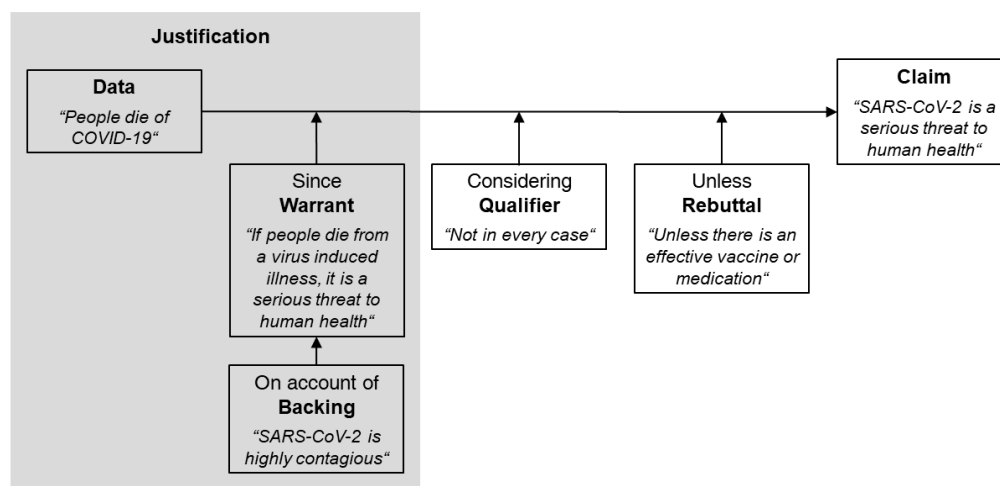 Justification
Data
“People die of
COVID-19“
Claim
“SARS-CoV-2 is a
serious threat to
human health“
Since
Warrant
“If people die from
a virus induced
illness, it is a
serious threat to
human health“
Considering
Qualifier
“Not in every case“
Unless
Rebuttal
“Unless there is an
effective vaccine or
medication“
On account of
Backing
“SARS-CoV-2 is
highly contagious“